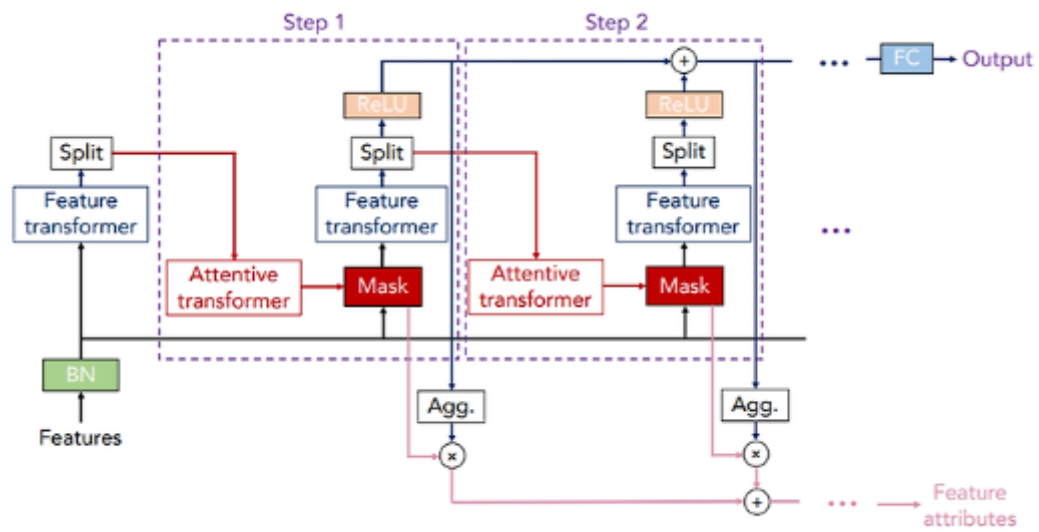 Step 1
Step 2
... FC Output
ReLU
ReLU
Split
Split
Split
Feature
transformer
Feature
transformer
Feature
transformer
...
Attentive
transformer
Mask
Attentive
transformer
Mask
BN
Agg.
Agg.
Features
...
Feature
attributes